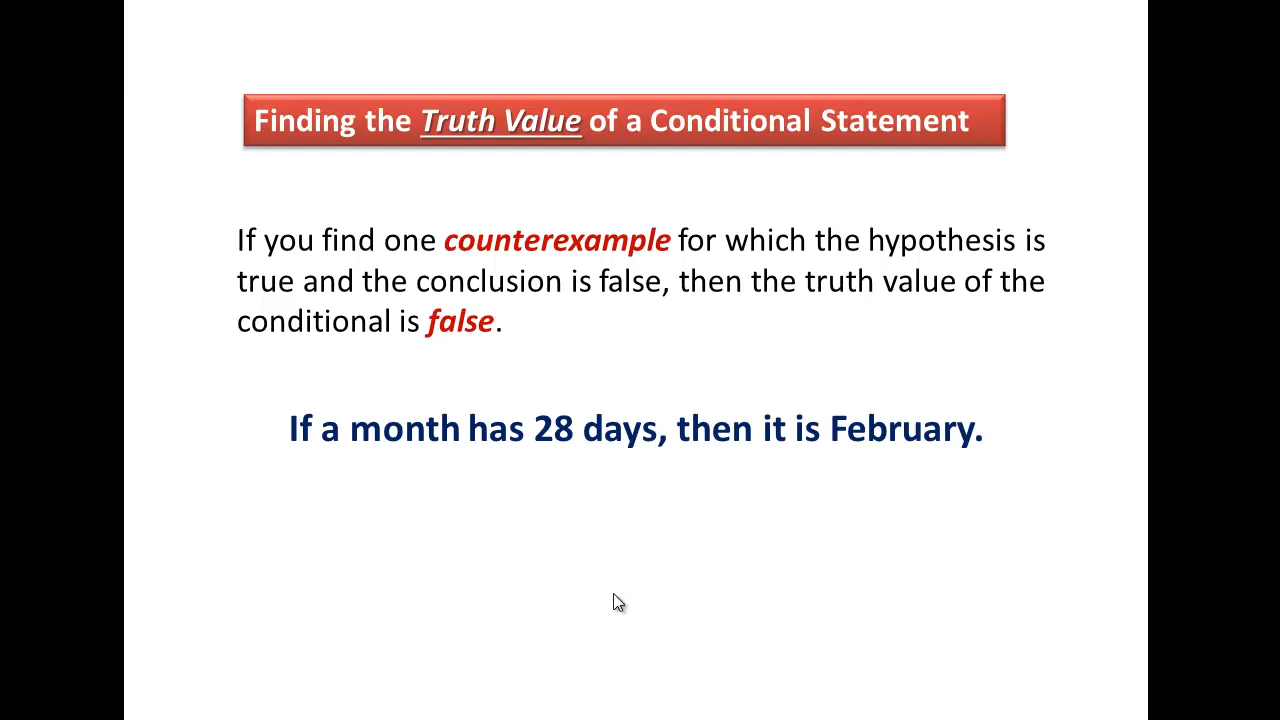 Finding the Truth Value of a Conditional Statement
If you find one counterexample for which the hypothesis is
true and the conclusion is false, then the truth value of the
conditional is false.
If a month has 28 days, then it is February.